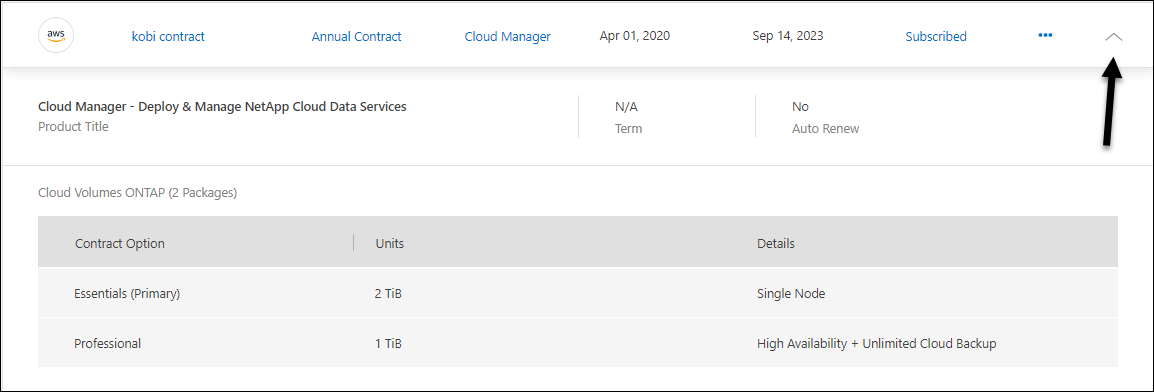 aws kobi contract Annual Contract Cloud Manager Apr 01, 2020 Sep 14, 2023 Subscribed •••
Cloud Manager - Deploy & Manage NetApp Cloud Data Services N/A No
Product Title Term Auto Renew
Cloud Volumes ONTAP (2 Packages)
Contract Option Units Details
Essentials (Primary) 2 TiB Single Node
Professional 1 TiB High Availability + Unlimited Cloud Backup